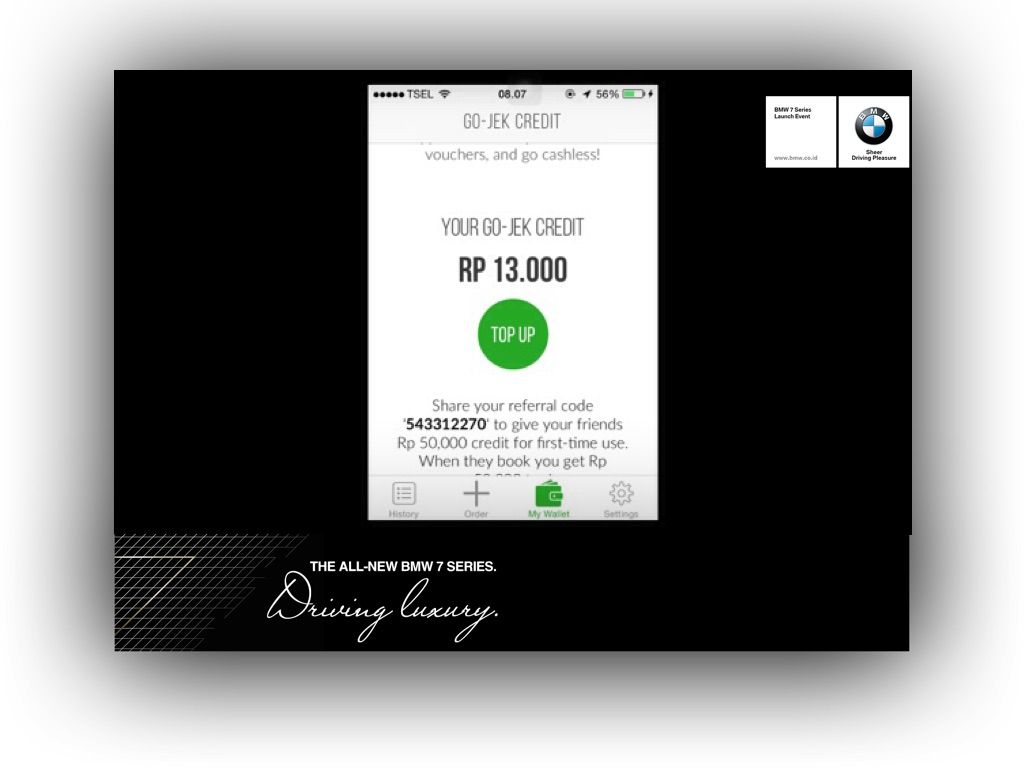 ●●●●● TSEL 08.07 56%
GO-JEK CREDIT
vouchers, and go cashless!
YOUR GO-JEK CREDIT
RP 13.000
TOP UP
Share your referral code
'543312270' to give your friends
Rp 50,000 credit for first-time use.
When they book you get Rp
History Order My Wallet Settings
BMW 7 Series
Launch Event
www.bmw.co.id
BMW
Sheer
Driving Pleasure
THE ALL-NEW BMW 7 SERIES.
Driving luxury.